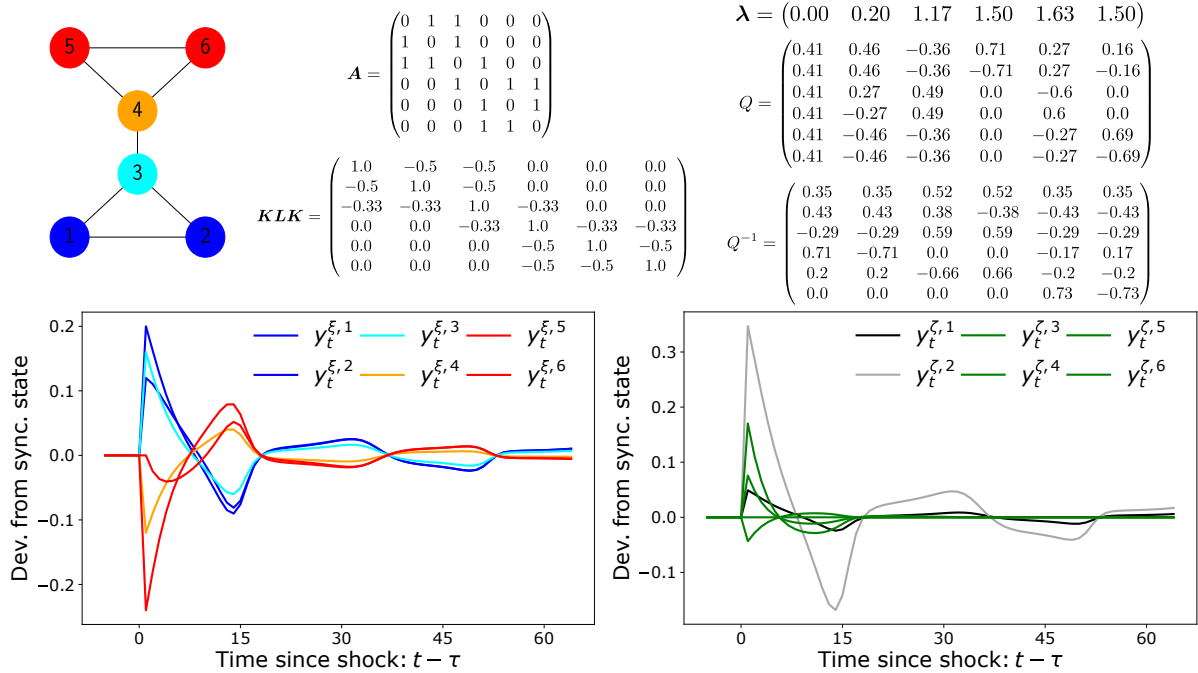 5 6
4
3
1 2
A =
0 1 1 0 0 0
1 0 1 0 0 0
1 1 0 1 0 0
0 0 1 0 1 1
0 0 0 1 0 1
0 0 0 1 1 0
KLK =
1.0 −0.5 −0.5 0.0 0.0 0.0
−0.5 1.0 −0.5 0.0 0.0 0.0
−0.33 −0.33 1.0 −0.33 0.0 0.0
0.0 0.0 −0.33 1.0 −0.33 −0.33
0.0 0.0 0.0 −0.5 1.0 −0.5
0.0 0.0 0.0 −0.5 −0.5 1.0
λ = (0.00 0.20 1.17 1.50 1.63 1.50)
Q =
0.41 0.46 −0.36 0.71 0.27 0.16
0.41 0.46 −0.36 −0.71 0.27 −0.16
0.41 0.27 0.49 0.0 −0.6 0.0
0.41 −0.27 0.49 0.0 0.6 0.0
0.41 −0.46 −0.36 0.0 −0.27 0.69
0.41 −0.46 −0.36 0.0 −0.27 −0.69
Q⁻¹ =
0.35 0.35 0.52 0.52 0.35 0.35
0.43 0.43 0.38 −0.38 −0.43 −0.43
−0.29 −0.29 0.59 0.59 −0.29 −0.29
0.71 −0.71 0.0 0.0 −0.17 0.17
0.2 0.2 −0.66 0.66 −0.2 −0.2
0.0 0.0 0.0 0.0 0.73 −0.73
Dev. from sync. state
0.2
0.1
0.0
−0.1
−0.2
y_t^{ξ,1} y_t^{ξ,3} y_t^{ξ,5}
y_t^{ξ,2} y_t^{ξ,4} y_t^{ξ,6}
0 15 30 45 60
Time since shock: t − τ
Dev. from sync. state
0.3
0.2
0.1
0.0
−0.1
y_t^{ζ,1} y_t^{ζ,3} y_t^{ζ,5}
y_t^{ζ,2} y_t^{ζ,4} y_t^{ζ,6}
0 15 30 45 60
Time since shock: t − τ